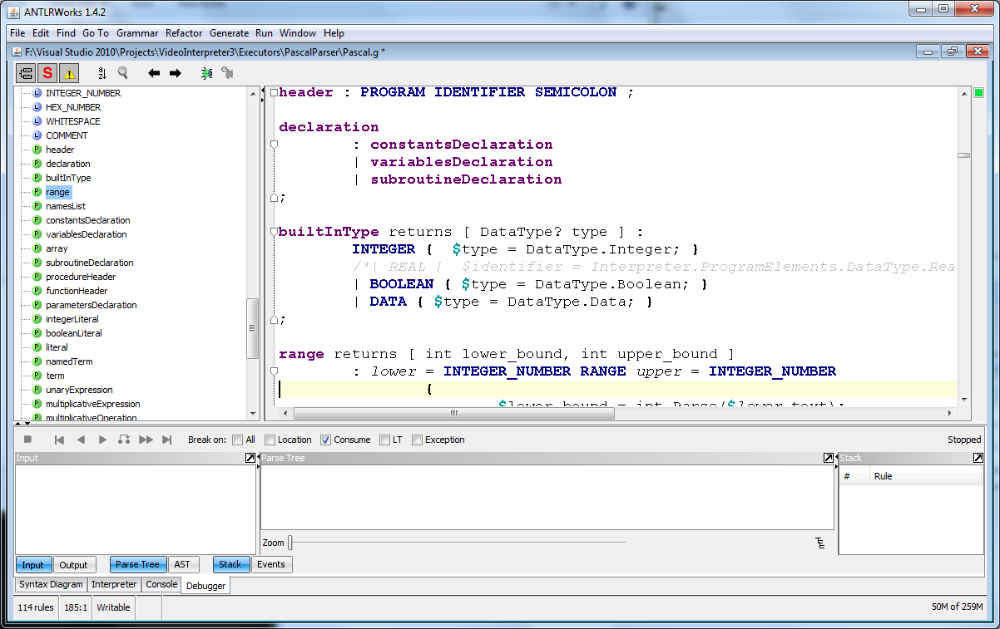 ANTLRWorks 1.4.2
File Edit Find Go To Grammar Refactor Generate Run Window Help
F:\Visual Studio 2010\Projects\VideoInterpreter3\Executors\PascalParser\Pascal.g *
S
L INTEGER_NUMBER
L HEX_NUMBER
L WHITESPACE
L COMMENT
P header
P declaration
P builtInType
P range
P namesList
P constantsDeclaration
P variablesDeclaration
P array
P subroutineDeclaration
P procedureHeader
P functionHeader
P parametersDeclaration
P integerLiteral
P booleanLiteral
P literal
P namedTerm
P term
P unaryExpression
P multiplicativeExpression
P multiplicativeOperation
header : PROGRAM IDENTIFIER SEMICOLON ;
declaration
: constantsDeclaration
| variablesDeclaration
| subroutineDeclaration
;
builtInType returns [ DataType? type ] :
INTEGER {  $type = DataType.Integer; }
/*| REAL {  $identifier = Interpreter.ProgramElements.DataType.Rea
| BOOLEAN { $type = DataType.Boolean; }
| DATA { $type = DataType.Data; }
;
range returns [ int lower_bound, int upper_bound ]
: lower = INTEGER_NUMBER RANGE upper = INTEGER_NUMBER
{
$lower_bound = int.Parse($lower.text);
Break on: All Location Consume LT Exception Stopped
Input Parse Tree Stack
# Rule
Zoom
Input Output Parse Tree AST Stack Events
Syntax Diagram Interpreter Console Debugger
114 rules 185:1 Writable 50M of 259M